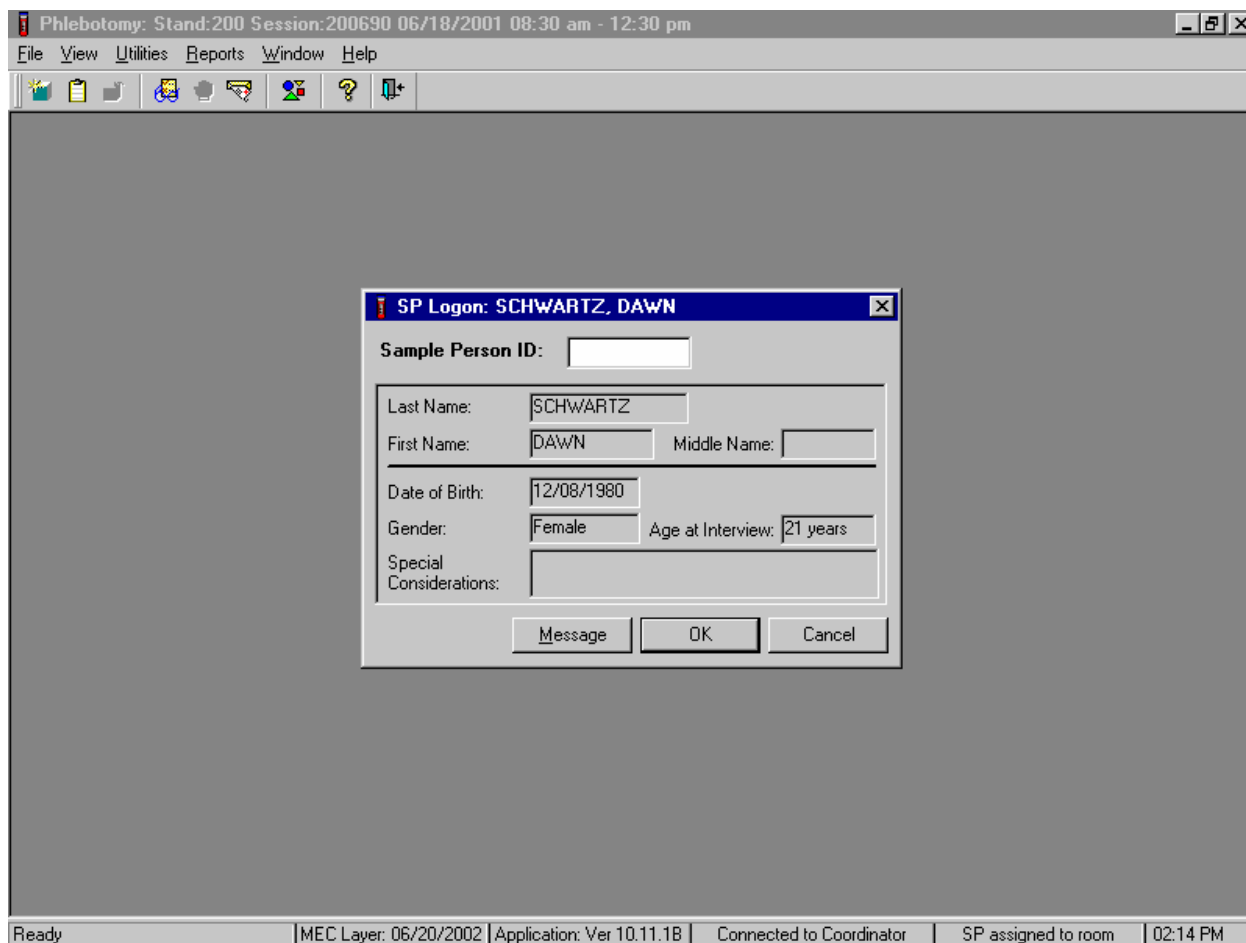 Phlebotomy: Stand:200 Session:200690 06/18/2001 08:30 am - 12:30 pm
File View Utilities Reports Window Help
SP Logon: SCHWARTZ, DAWN
Sample Person ID:
Last Name: SCHWARTZ
First Name: DAWN Middle Name:
Date of Birth: 12/08/1980
Gender: Female Age at Interview: 21 years
Special
Considerations:
Message OK Cancel
Ready MEC Layer: 06/20/2002 Application: Ver 10.11.1B Connected to Coordinator SP assigned to room 02:14 PM